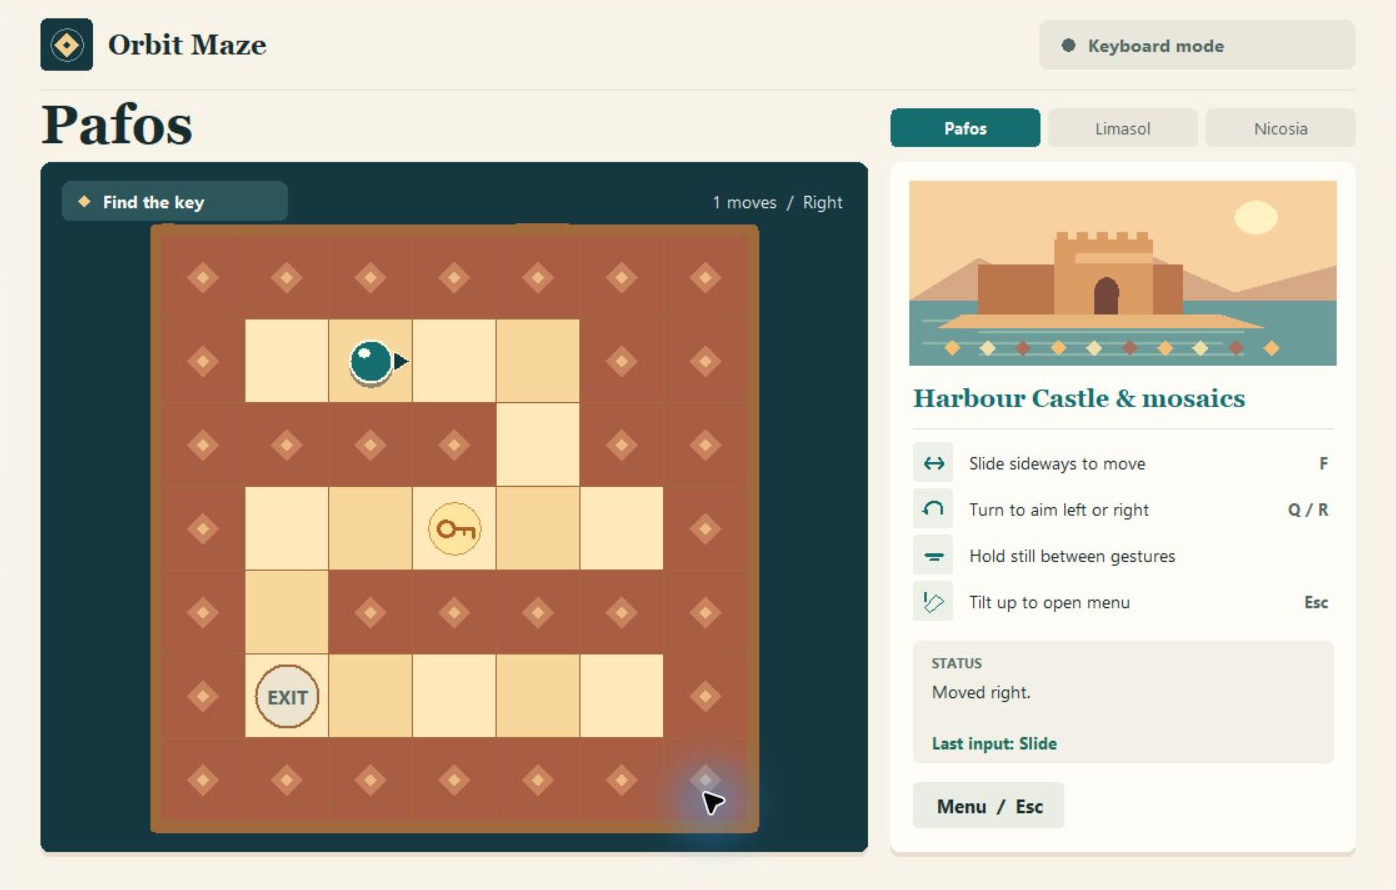 Orbit Maze
Keyboard mode
Pafos
Pafos
Limasol
Nicosia
Find the key
1 moves / Right
EXIT
Harbour Castle & mosaics
Slide sideways to move F
Turn to aim left or right Q / R
Hold still between gestures
Tilt up to open menu Esc
STATUS
Moved right.
Last input: Slide
Menu / Esc